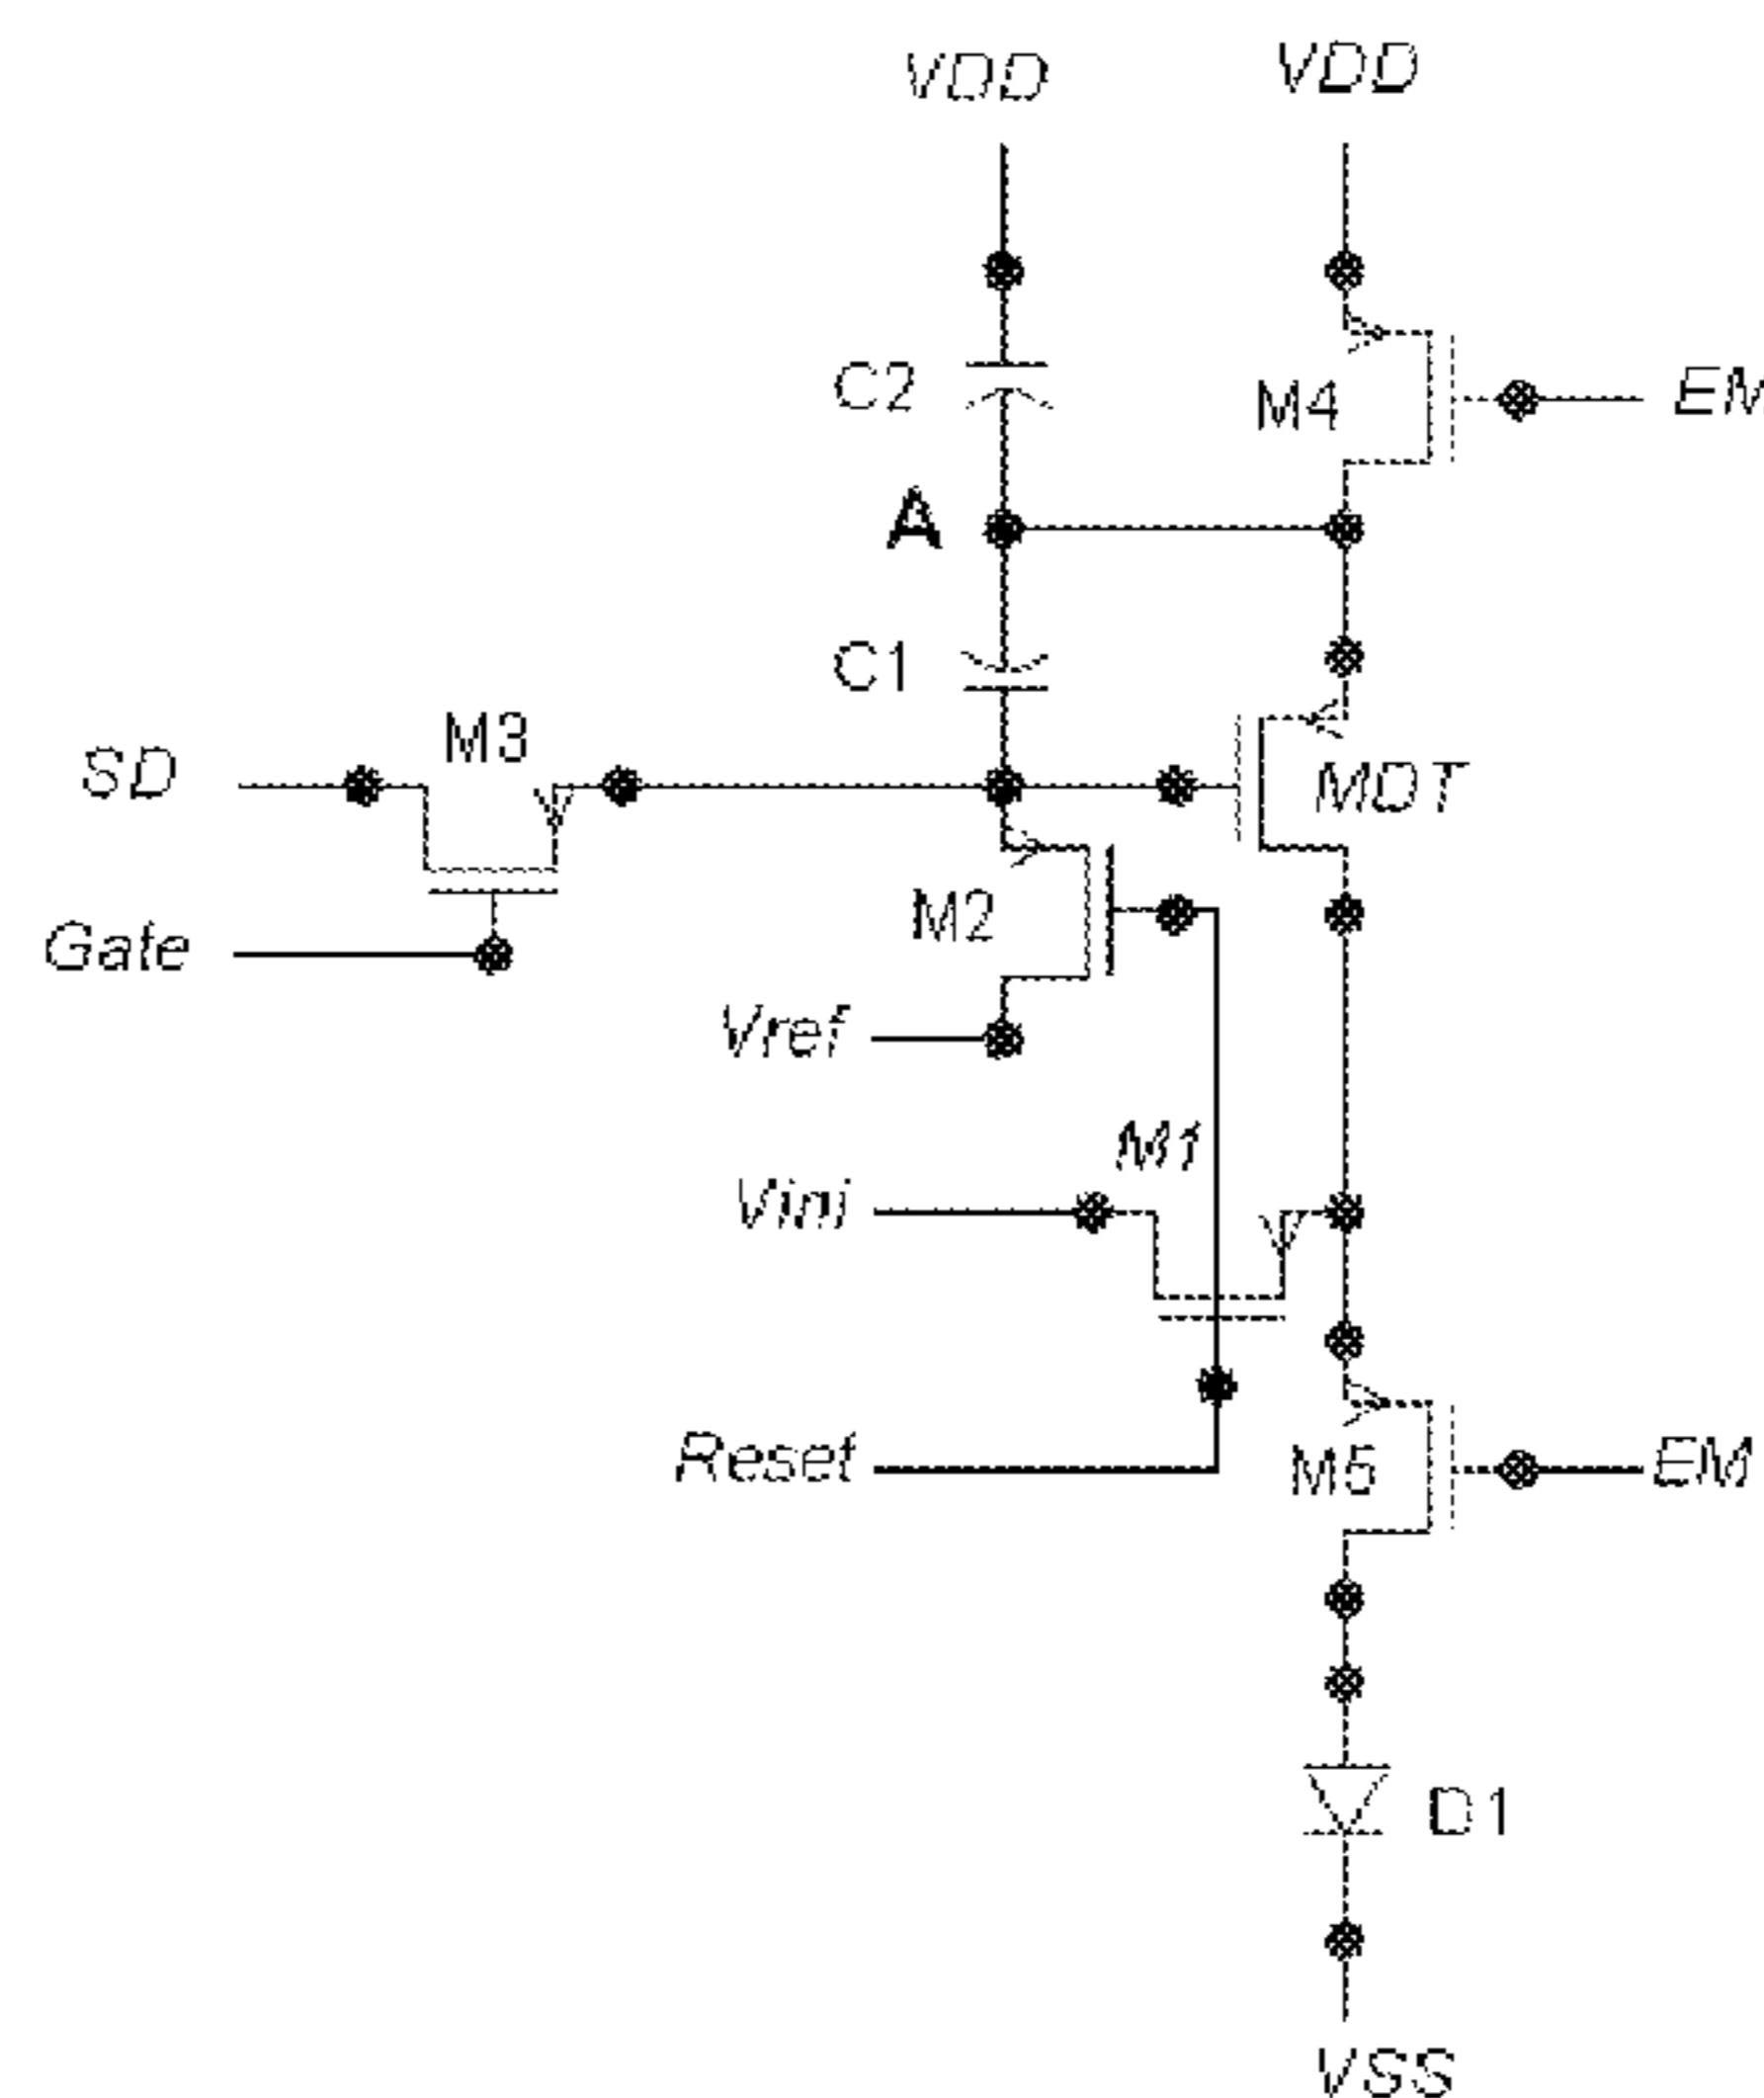 VDD
VDD
C2
M4
EM
A
C1
M3
SD
MDT
M2
Gate
Vref
M1
Vini
Reset
M5
EM
D1
VSS